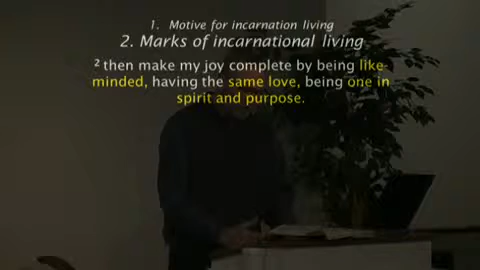 1. Motive for incarnation living
2. Marks of incarnational living
2 then make my joy complete by being like-
minded, having the same love, being one in
spirit and purpose.